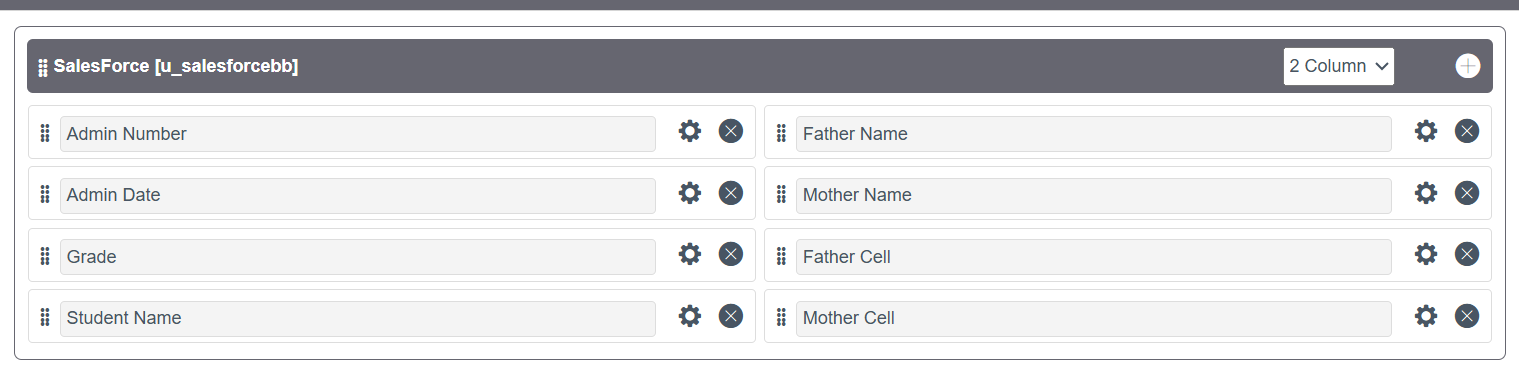 SalesForce [u_salesforcebb]
2 Column
Admin Number
Father Name
Admin Date
Mother Name
Grade
Father Cell
Student Name
Mother Cell